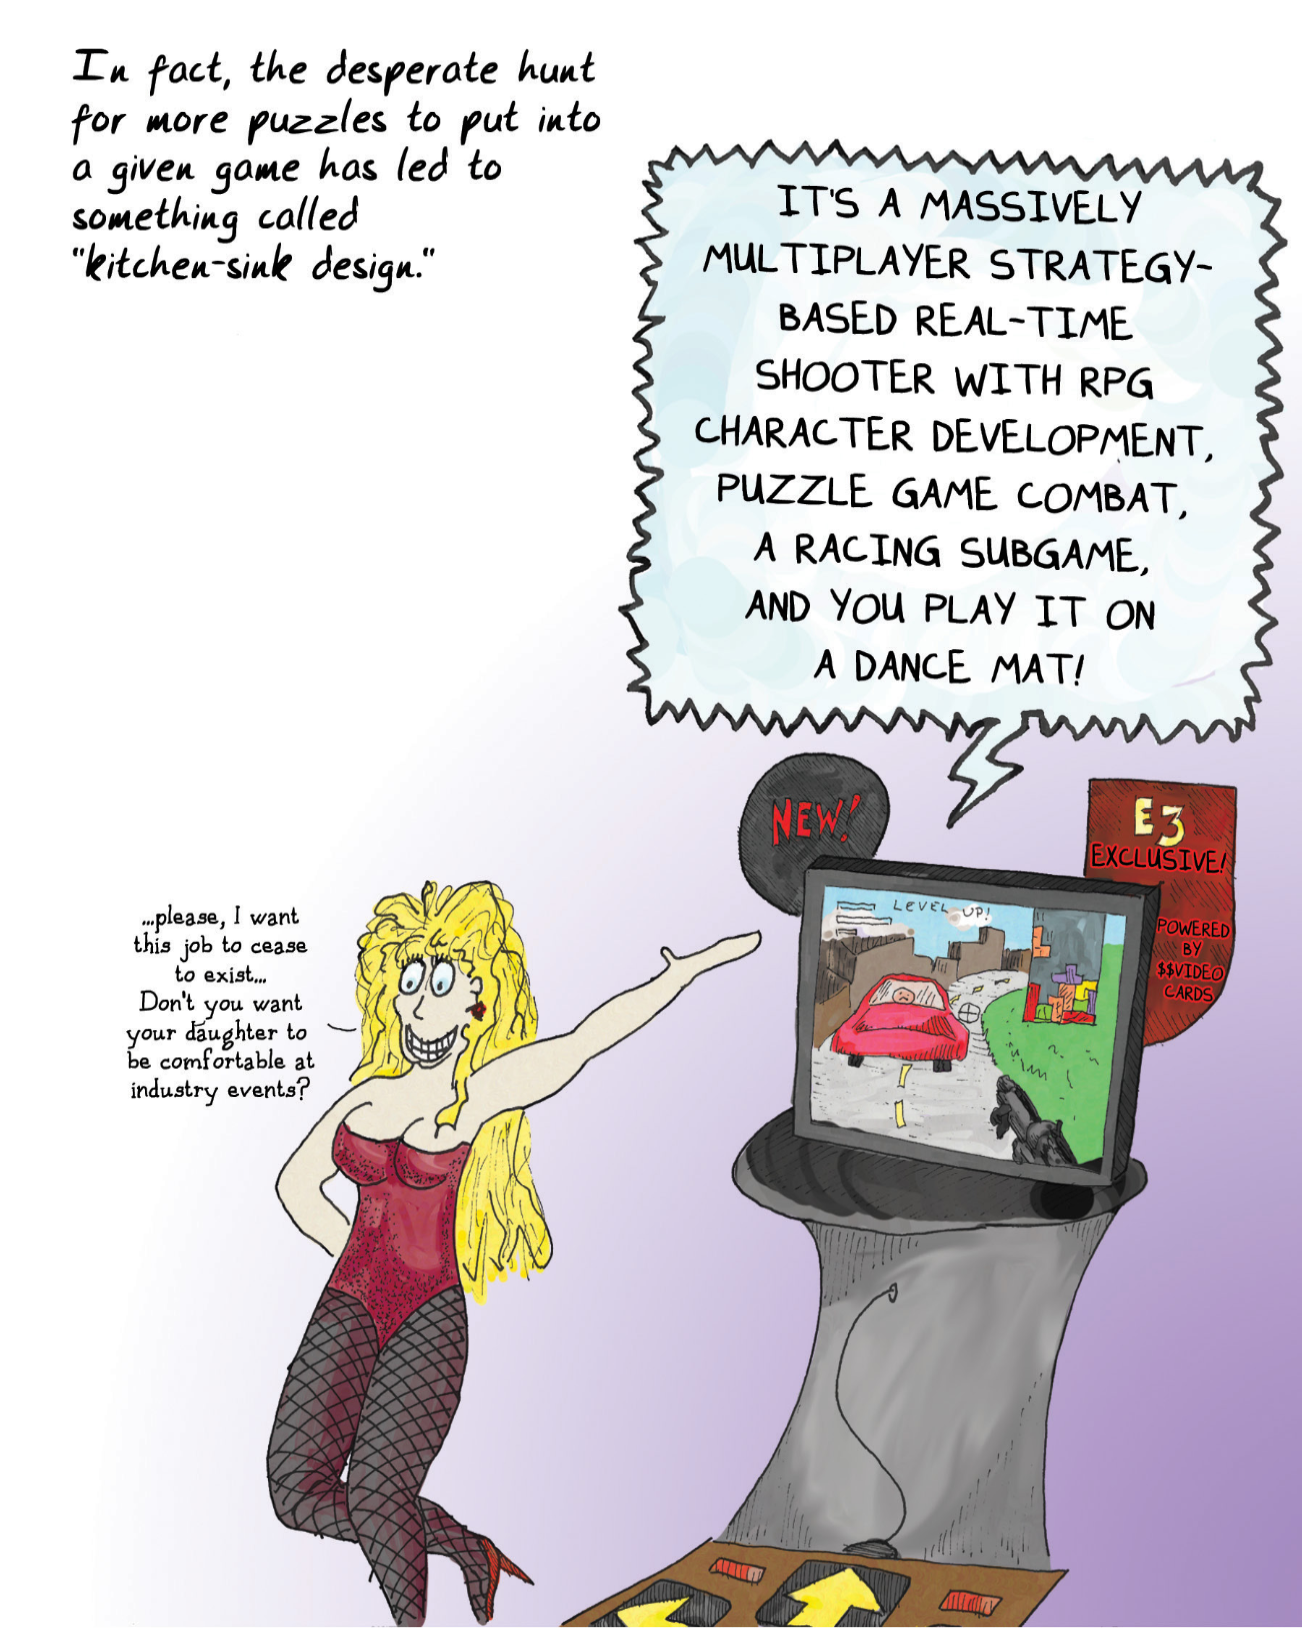 In fact, the desperate hunt
for more puzzles to put into
a given game has led to
something called
"kitchen-sink design."
IT'S A MASSIVELY
MULTIPLAYER STRATEGY-
BASED REAL-TIME
SHOOTER WITH RPG
CHARACTER DEVELOPMENT,
PUZZLE GAME COMBAT,
A RACING SUBGAME,
AND YOU PLAY IT ON
A DANCE MAT!
NEW!
E3
EXCLUSIVE!
POWERED
BY
$$VIDEO
CARDS
LEVEL UP!
...please, I want
this job to cease
to exist...
Don't you want
your daughter to
be comfortable at
industry events?